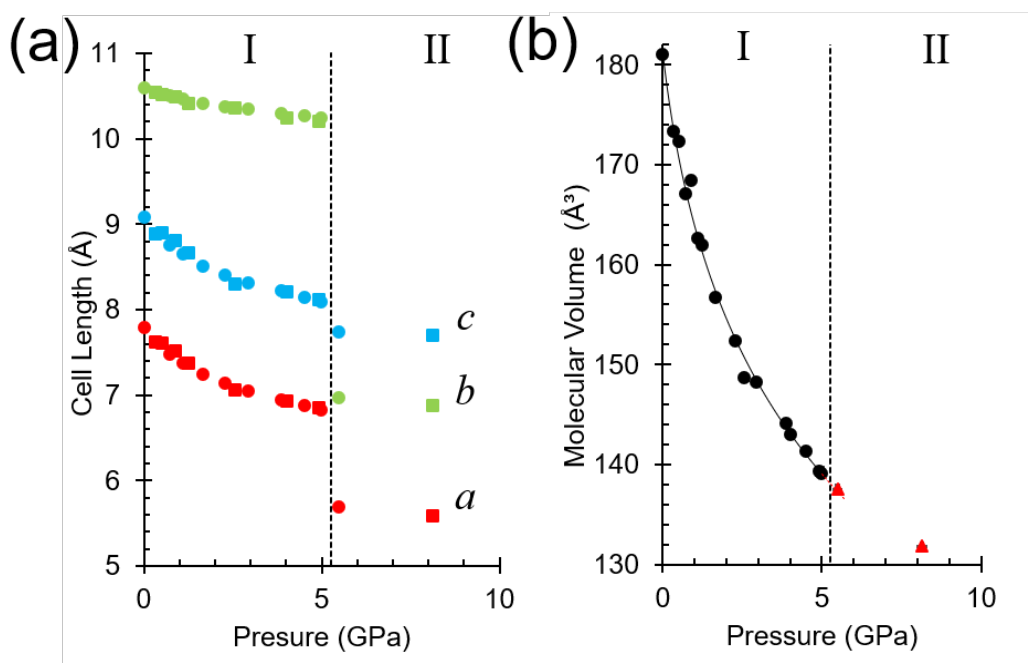 (a)
I
II
11
10
9
8
7
6
5
Cell Length (Å)
c
b
a
0
5
10
Presure (GPa)
(b)
I
II
180
170
160
150
140
130
Molecular Volume (Å³)
0
5
10
Pressure (GPa)